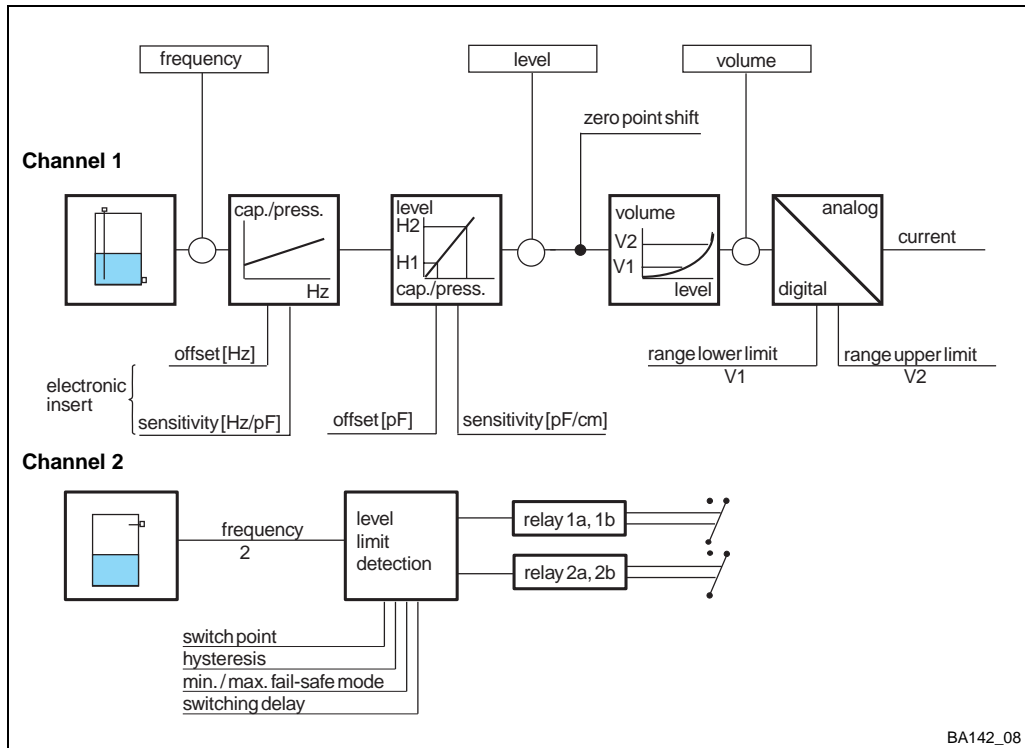 frequency
level
volume
zero point shift
Channel 1
cap./press.
Hz
level
H2
H1
cap./press.
volume
V2
V1
level
analog
digital
current
offset [Hz]
electronic
insert
sensitivity [Hz/pF]
offset [pF]
sensitivity [pF/cm]
range lower limit
V1
range upper limit
V2
Channel 2
frequency
2
level
limit
detection
relay 1a, 1b
relay 2a, 2b
switch point
hysteresis
min. / max. fail-safe mode
switching delay
BA142_08